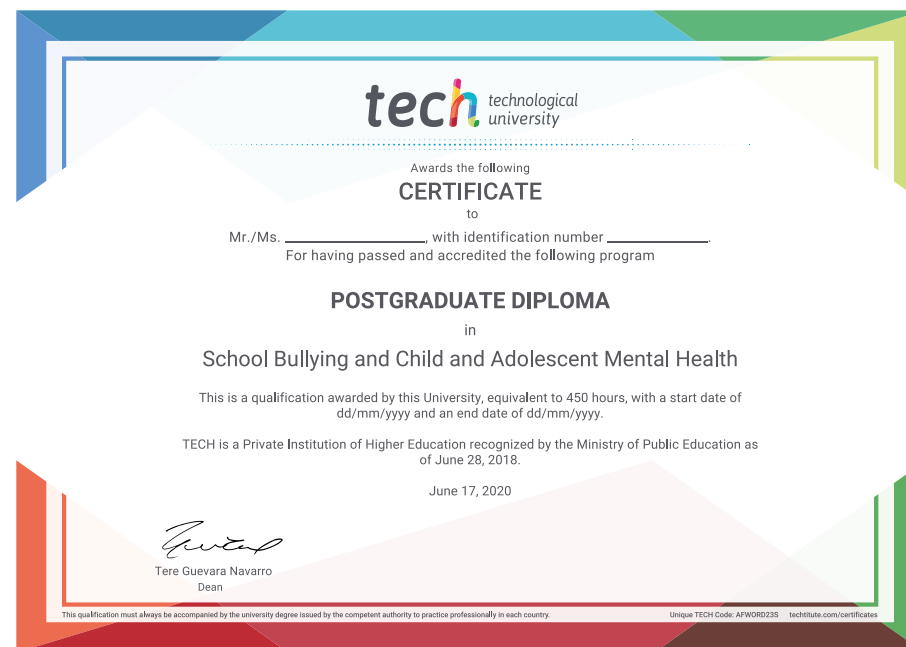 tech technological
university
Awards the following
CERTIFICATE
to
Mr./Ms. ____________________, with identification number ______________.
For having passed and accredited the following program
POSTGRADUATE DIPLOMA
in
School Bullying and Child and Adolescent Mental Health
This is a qualification awarded by this University, equivalent to 450 hours, with a start date of
dd/mm/yyyy and an end date of dd/mm/yyyy.
TECH is a Private Institution of Higher Education recognized by the Ministry of Public Education as
of June 28, 2018.
June 17, 2020
Tere Guevara Navarro
Dean
This qualification must always be accompanied by the university degree issued by the competent authority to practice professionally in each country. Unique TECH Code: AFWORD23S techtitute.com/certificates